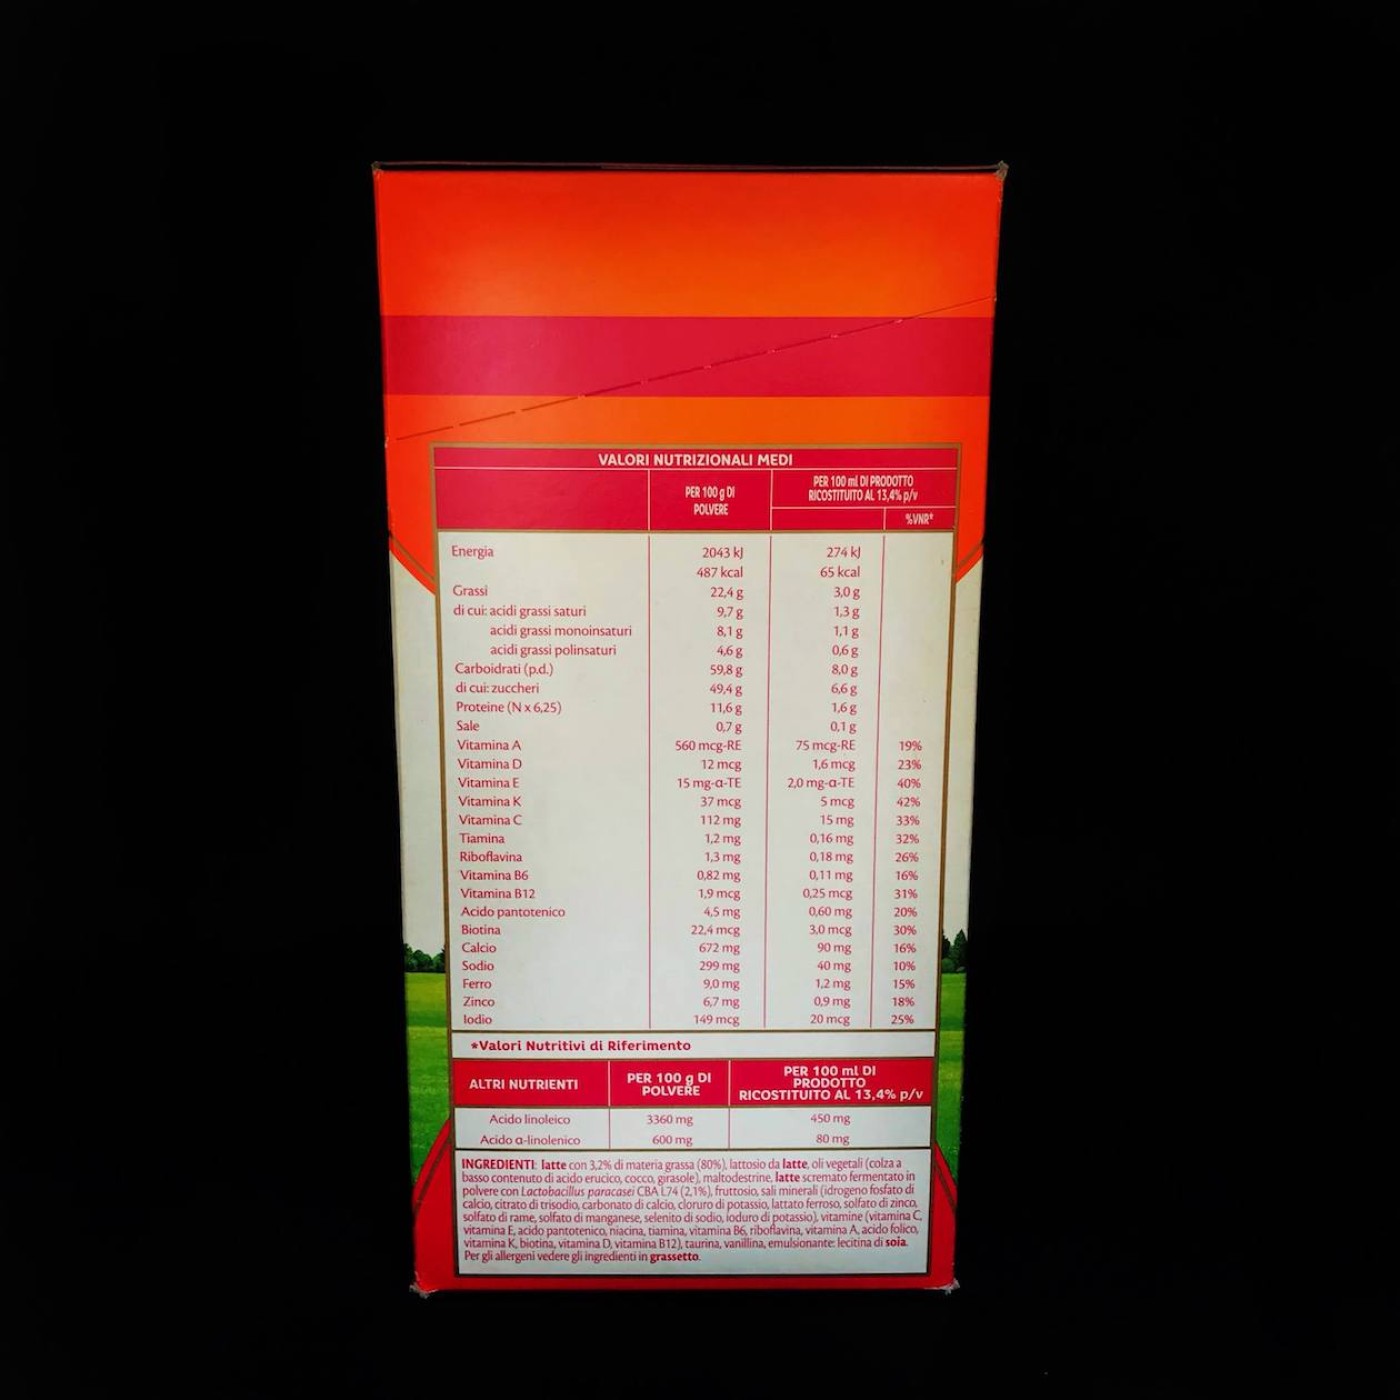 VALORI NUTRIZIONALI MEDI
PER 100 g DI POLVERE
PER 100 ml DI PRODOTTO RICOSTITUITO AL 13,4% p/v
%VNR*
Energia 2043 kJ 274 kJ
487 kcal 65 kcal
Grassi 22,4 g 3,0 g
di cui: acidi grassi saturi 9,7 g 1,3 g
acidi grassi monoinsaturi 8,1 g 1,1 g
acidi grassi polinsaturi 4,6 g 0,6 g
Carboidrati (p.d.) 59,8 g 8,0 g
di cui: zuccheri 49,4 g 6,6 g
Proteine (N x 6,25) 11,6 g 1,6 g
Sale 0,7 g 0,1 g
Vitamina A 560 mcg-RE 75 mcg-RE 19%
Vitamina D 12 mcg 1,6 mcg 23%
Vitamina E 15 mg-α-TE 2,0 mg-α-TE 40%
Vitamina K 37 mcg 5 mcg 42%
Vitamina C 112 mg 15 mg 33%
Tiamina 1,2 mg 0,16 mg 32%
Riboflavina 1,3 mg 0,18 mg 26%
Vitamina B6 0,82 mg 0,11 mg 16%
Vitamina B12 1,9 mcg 0,25 mcg 31%
Acido pantotenico 4,5 mg 0,60 mg 20%
Biotina 22,4 mcg 3,0 mcg 30%
Calcio 672 mg 90 mg 16%
Sodio 299 mg 40 mg 10%
Ferro 9,0 mg 1,2 mg 15%
Zinco 6,7 mg 0,9 mg 18%
Iodio 149 mcg 20 mcg 25%
*Valori Nutritivi di Riferimento
ALTRI NUTRIENTI
PER 100 g DI POLVERE
PER 100 ml DI PRODOTTO RICOSTITUITO AL 13,4% p/v
Acido linoleico 3360 mg 450 mg
Acido α-linolenico 600 mg 80 mg
INGREDIENTI: latte con 3,2% di materia grassa (80%), lattosio da latte, oli vegetali (colza a
basso contenuto di acido erucico, cocco, girasole), maltodestrine, latte scremato fermentato in
polvere con Lactobacillus paracasei CBA L74 (2,1%), fruttosio, sali minerali (idrogeno fosfato di
calcio, citrato di trisodio, carbonato di calcio, cloruro di potassio, lattato ferroso, solfato di zinco,
solfato di rame, solfato di manganese, selenito di sodio, ioduro di potassio), vitamine (vitamina C,
vitamina E, acido pantotenico, niacina, tiamina, vitamina B6, riboflavina, vitamina A, acido folico,
vitamina K, biotina, vitamina D, vitamina B12), taurina, vanillina, emulsionante: lecitina di soia.
Per gli allergeni vedere gli ingredienti in grassetto.